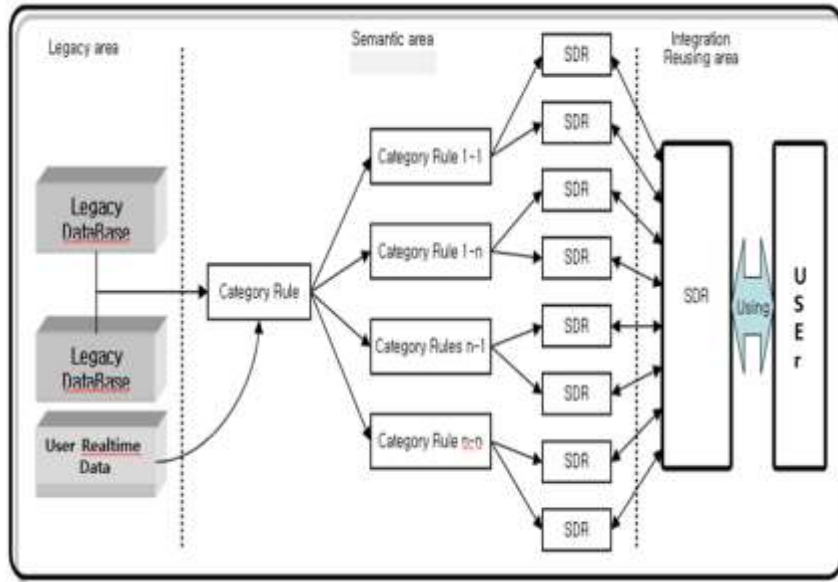 Legacy area
Semantic area
Integration
Reusing area
Legacy
DataBase
Legacy
DataBase
User Realtime
Data
Category Rule
Category Rule 1-1
Category Rule 1-n
Category Rules n-1
Category Rule n-n
SDR
SDR
SDR
SDR
SDR
SDR
SDR
SDR
SDR
Using
U
S
E
r